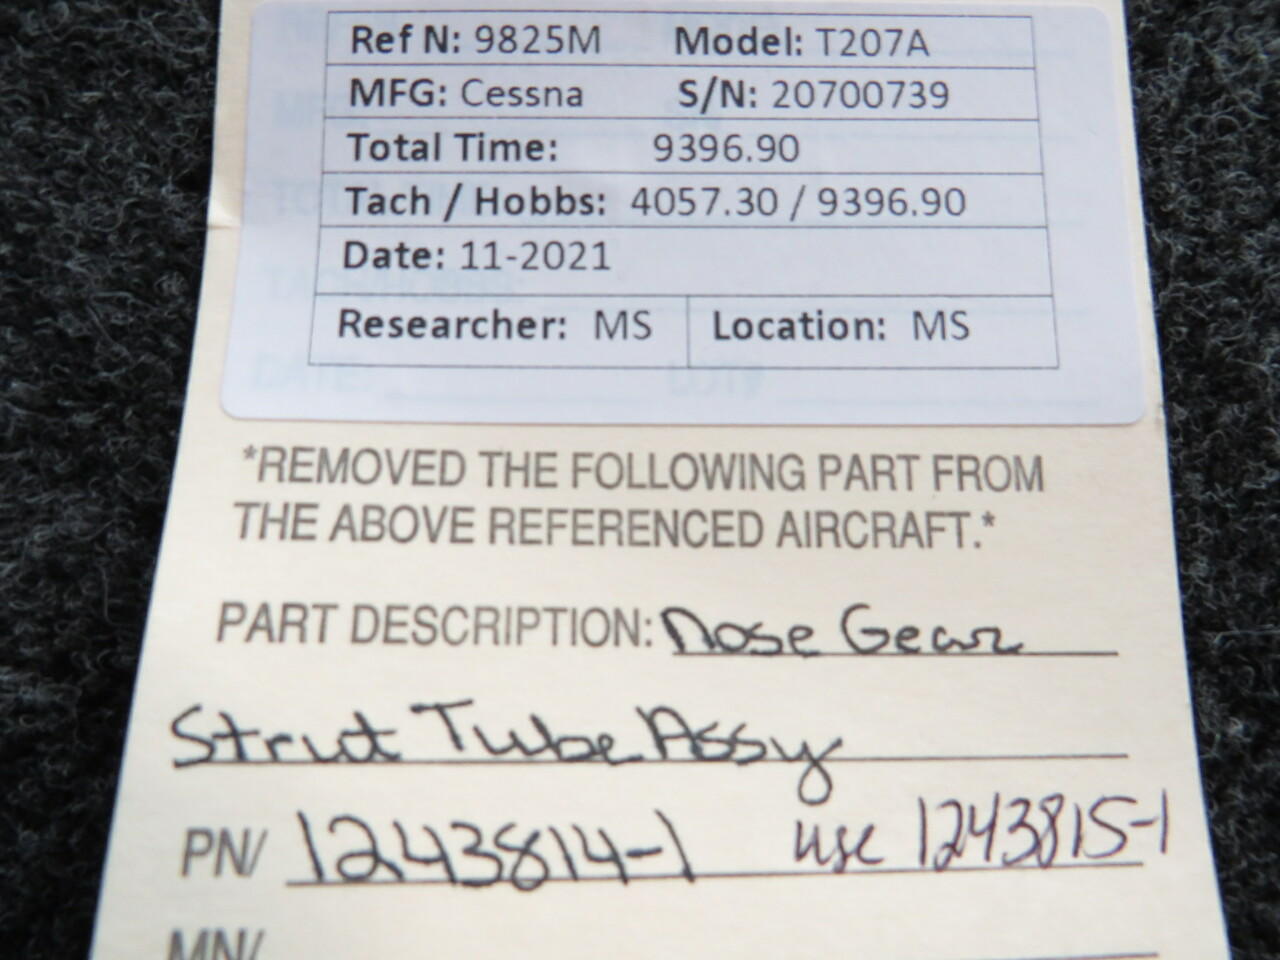 Ref N: 9825M Model: T207A
MFG: Cessna S/N: 20700739
Total Time: 9396.90
Tach / Hobbs: 4057.30 / 9396.90
Date: 11-2021
Researcher: MS Location: MS
*REMOVED THE FOLLOWING PART FROM
THE ABOVE REFERENCED AIRCRAFT.*
PART DESCRIPTION: Nose Gear
Strut Tube Assy
PN/ 1243814-1 use 1243815-1
MN/